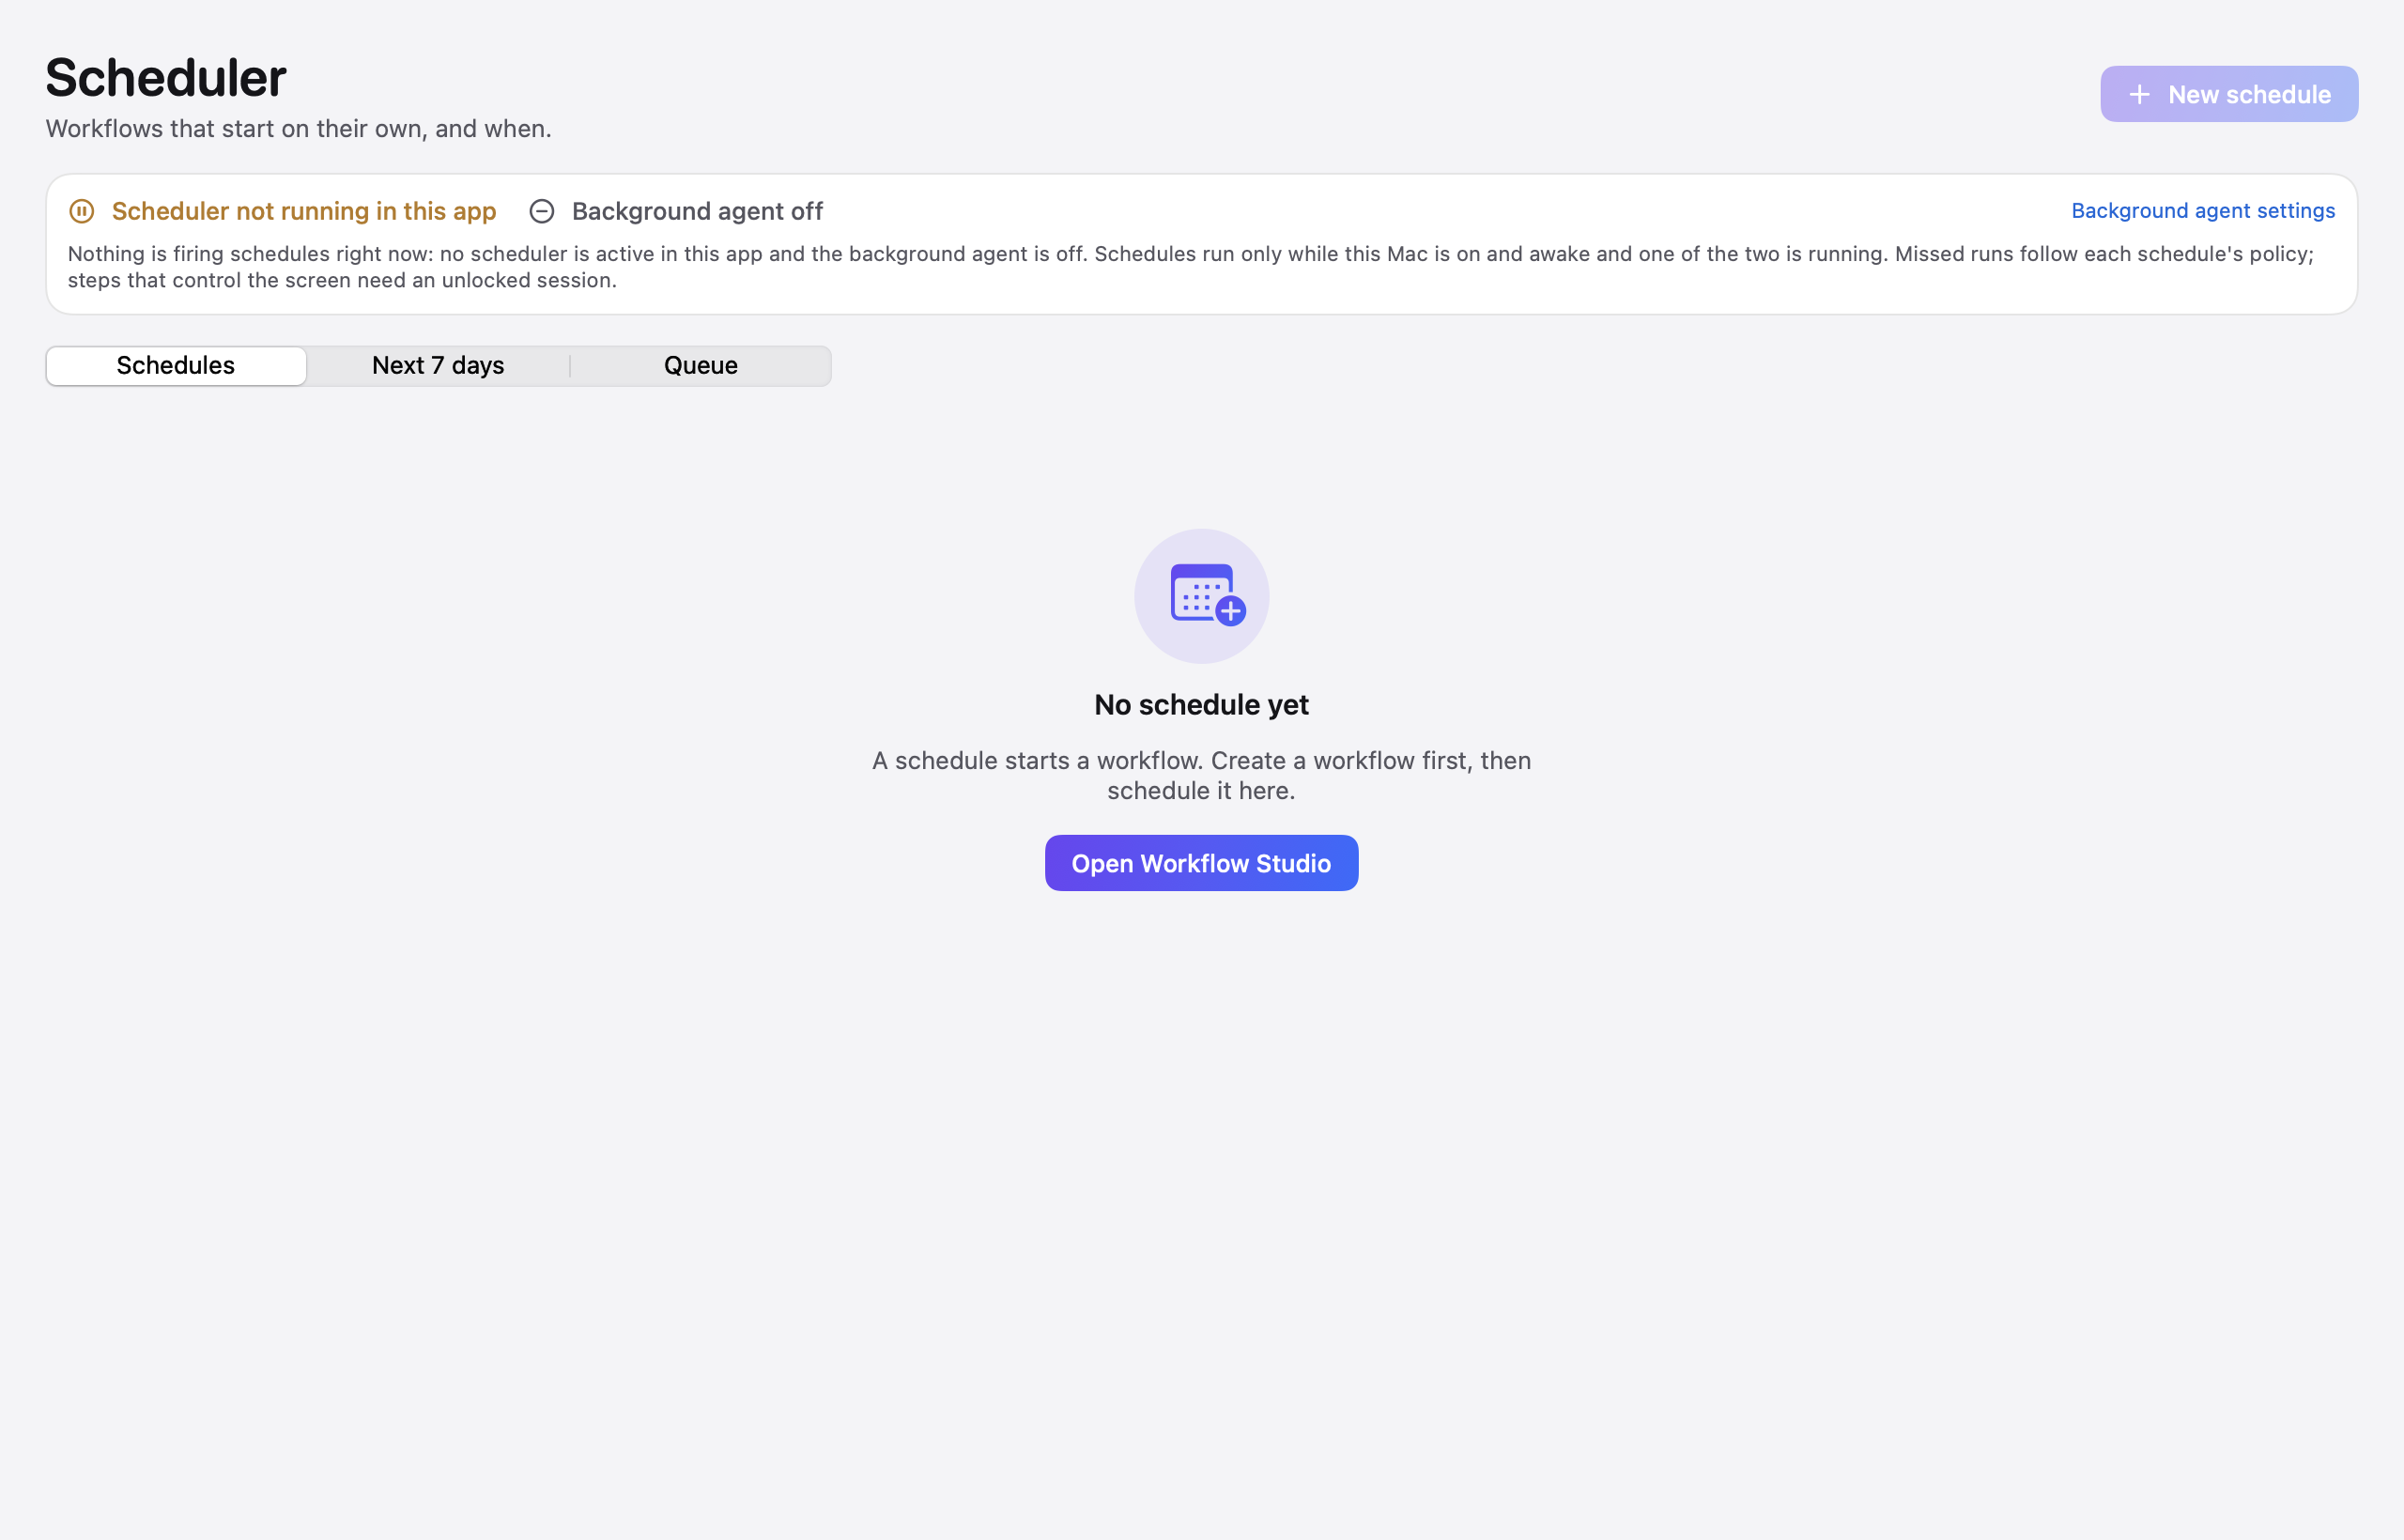 Scheduler
Workflows that start on their own, and when.
New schedule
Scheduler not running in this app
Background agent off
Background agent settings
Nothing is firing schedules right now: no scheduler is active in this app and the background agent is off. Schedules run only while this Mac is on and awake and one of the two is running. Missed runs follow each schedule's policy;
steps that control the screen need an unlocked session.
Schedules
Next 7 days
Queue
No schedule yet
A schedule starts a workflow. Create a workflow first, then
schedule it here.
Open Workflow Studio